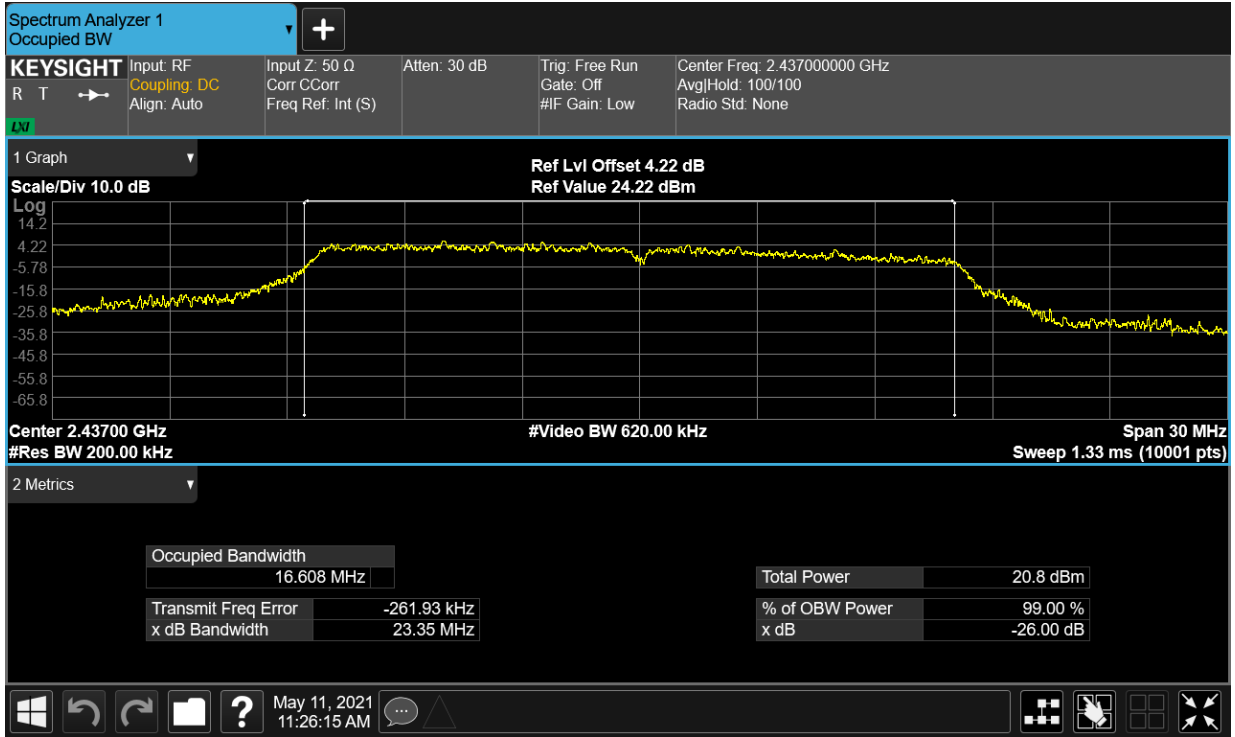 Spectrum Analyzer 1
Occupied BW
KEYSIGHT
R T
LXI
Input: RF
Coupling: DC
Align: Auto
Input Z: 50 Ω
Corr CCorr
Freq Ref: Int (S)
Atten: 30 dB
Trig: Free Run
Gate: Off
#IF Gain: Low
Center Freq: 2.437000000 GHz
Avg|Hold: 100/100
Radio Std: None
1 Graph
Scale/Div 10.0 dB
Ref Lvl Offset 4.22 dB
Ref Value 24.22 dBm
Log
14.2
4.22
-5.78
-15.8
-25.8
-35.8
-45.8
-55.8
-65.8
Center 2.43700 GHz
#Video BW 620.00 kHz
Span 30 MHz
#Res BW 200.00 kHz
Sweep 1.33 ms (10001 pts)
2 Metrics
Occupied Bandwidth
16.608 MHz
Total Power 20.8 dBm
Transmit Freq Error -261.93 kHz
% of OBW Power 99.00 %
x dB Bandwidth 23.35 MHz
x dB -26.00 dB
?
May 11, 2021
11:26:15 AM